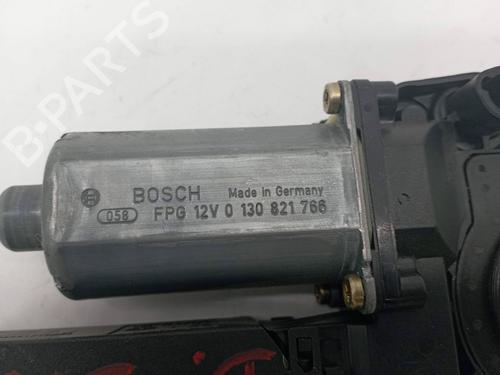 B-PARTS
BOSCH Made in Germany
058 FPG 12V 0 130 821 766